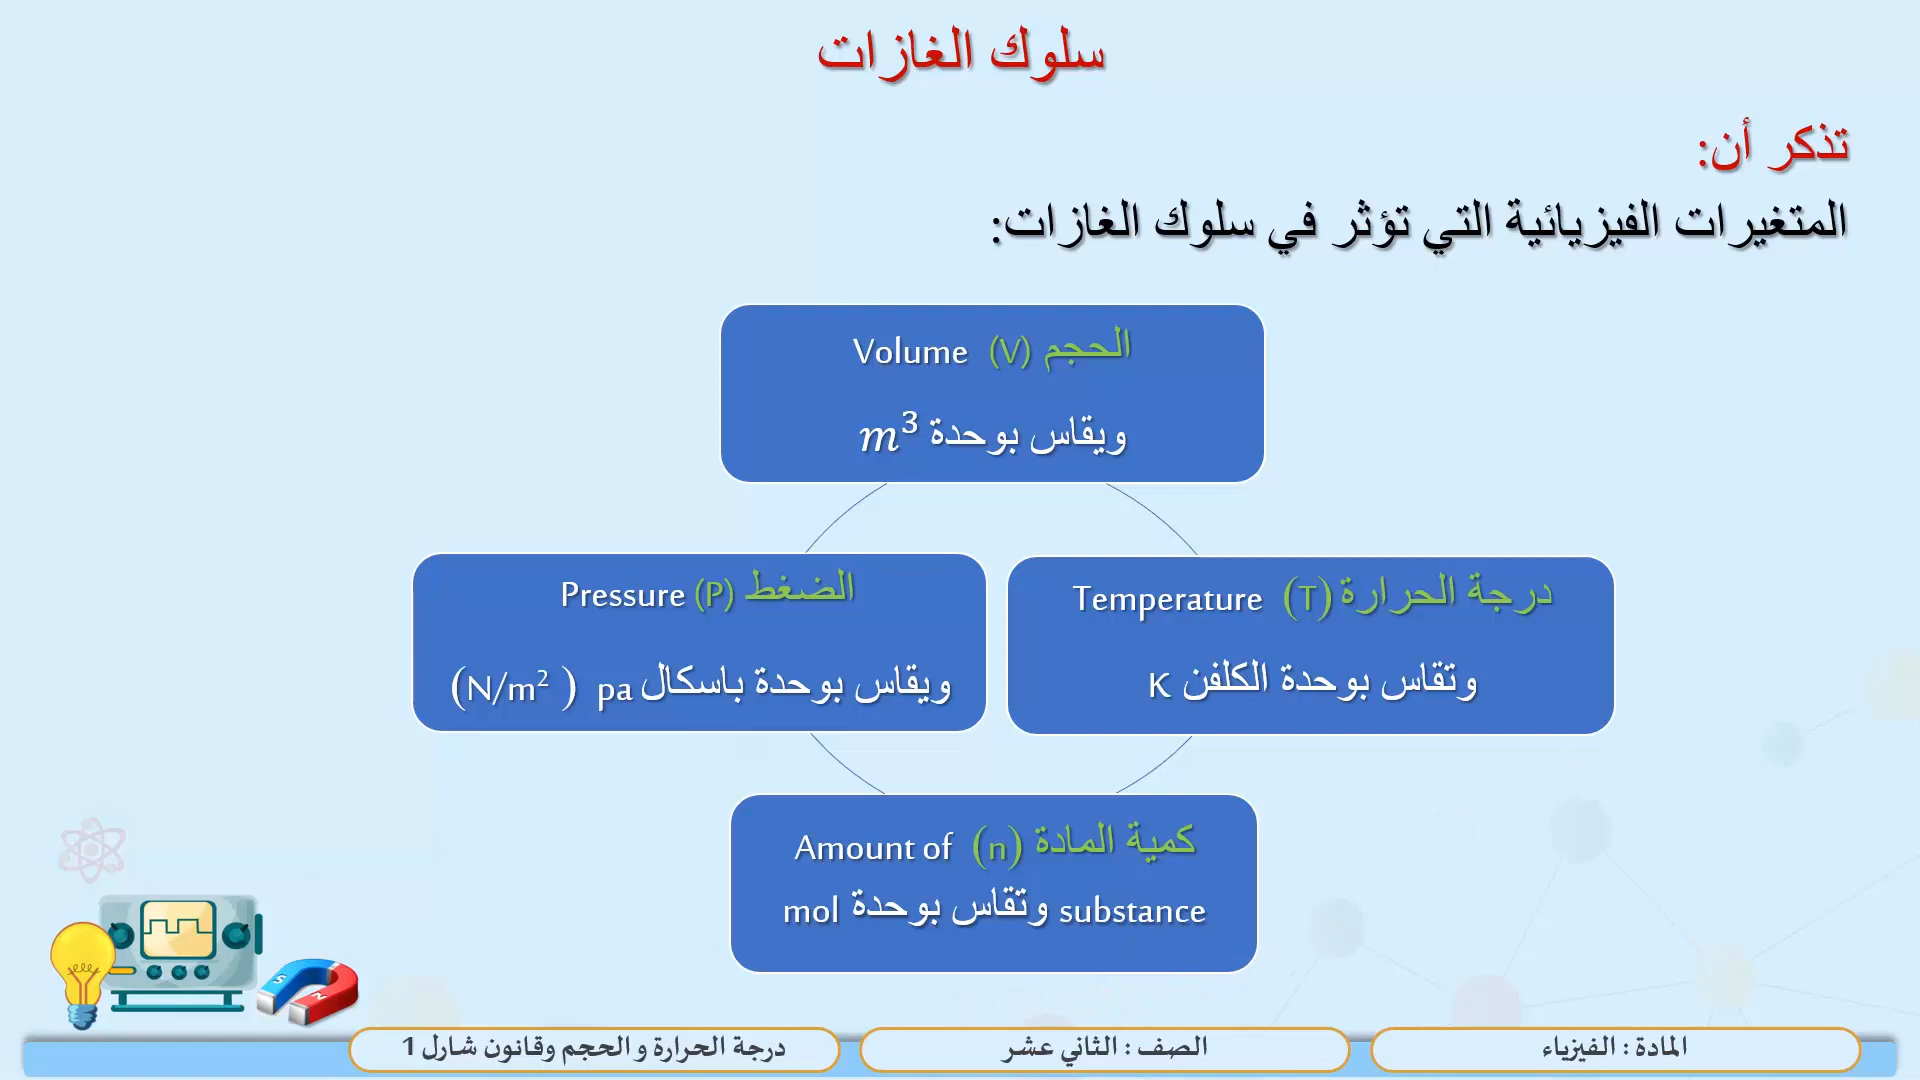 سلوك الغازات
تذكر أن:
المتغيرات الفيزيائية التي تؤثر في سلوك الغازات:
الحجم (V) Volume
ويقاس بوحدة m³
درجة الحرارة (T) Temperature
وتقاس بوحدة الكلفن K
الضغط (P) Pressure
ويقاس بوحدة باسكال pa (N/m²)
كمية المادة (n) Amount of
substance وتقاس بوحدة mol
S
N
المادة : الفيزياء
الصف : الثاني عشر
درجة الحرارة و الحجم وقانون شارل 1